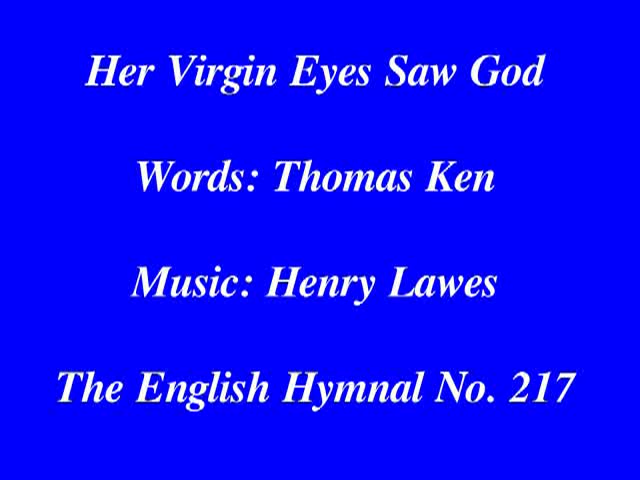 Her Virgin Eyes Saw God
Words: Thomas Ken
Music: Henry Lawes
The English Hymnal No. 217